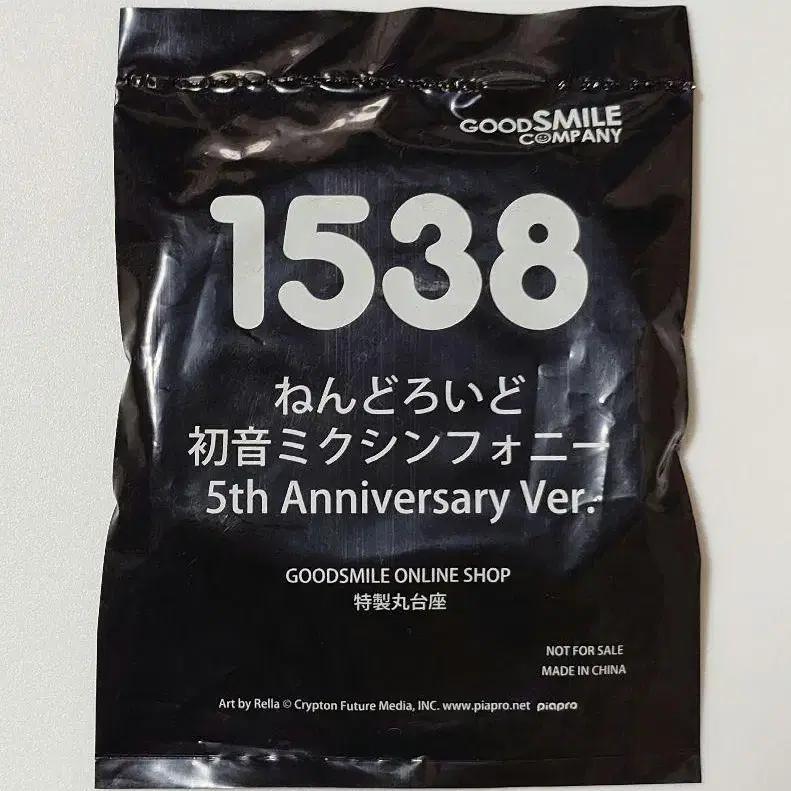 GOODSMILE
COMPANY
1538
ねんどろいど
初音ミクシンフォニー
5th Anniversary Ver.
GOODSMILE ONLINE SHOP
特製丸台座
NOT FOR SALE
MADE IN CHINA
Art by Rella © Crypton Future Media, INC. www.piapro.net piapro